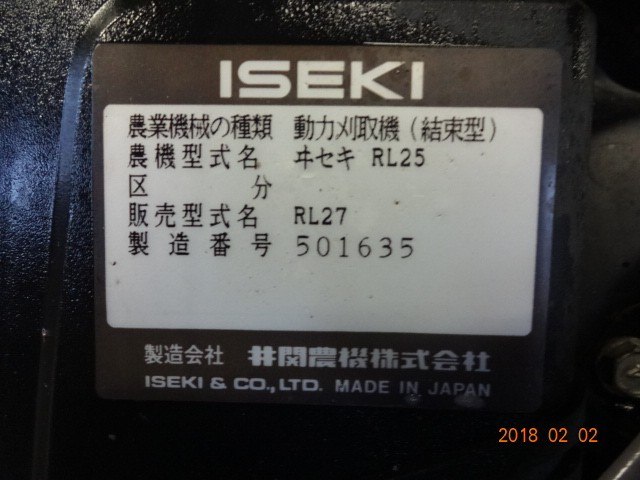 ISEKI
農業機械の種類 動力刈取機(結束型)
農機型式名 ヰセキ RL25
区分
販売型式名 RL27
製造番号 501635
製造会社 井関農機株式会社
ISEKI & CO., LTD. MADE IN JAPAN
2018 02 02